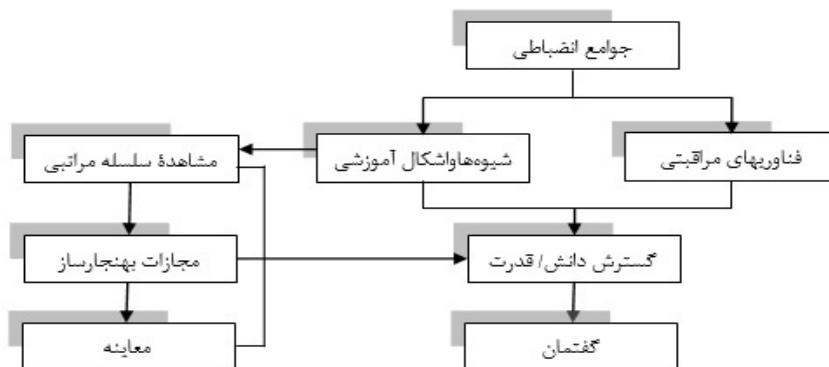 جوامع انضباطی
فناوریهای مراقبتی
شیوه‌هاواشکال آموزشی
مشاهدهٔ سلسله مراتبی
گسترش دانش/ قدرت
مجازات بهنجارساز
گفتمان
معاینه